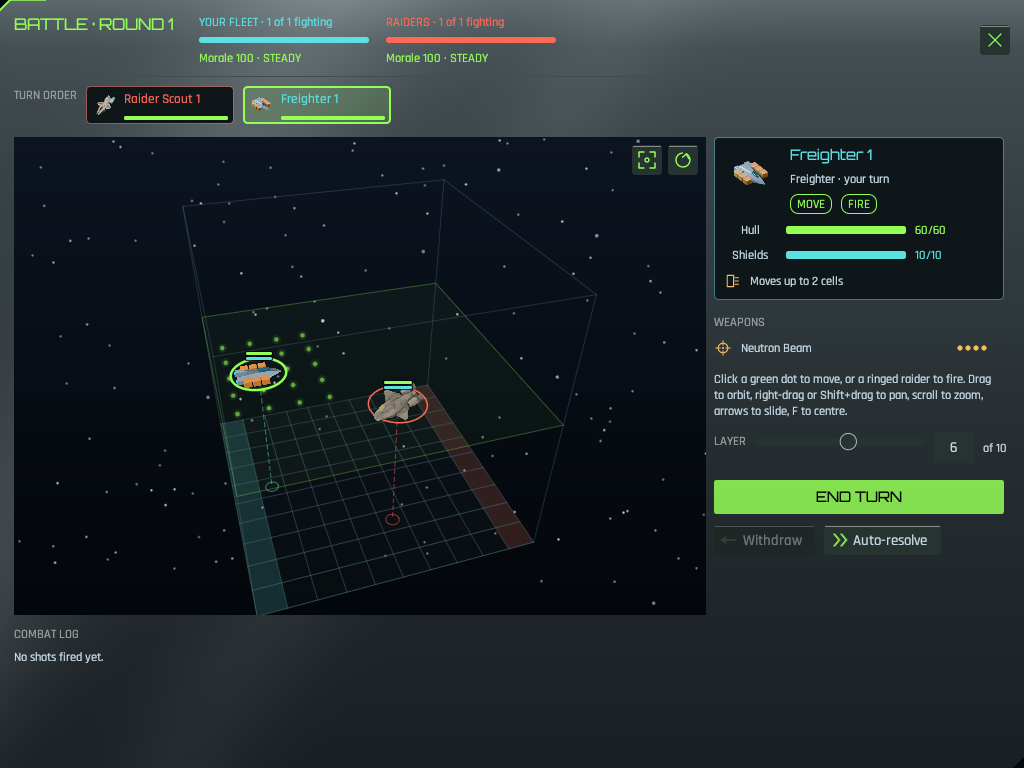 BATTLE · ROUND 1
YOUR FLEET · 1 of 1 fighting
Morale 100 · STEADY
RAIDERS · 1 of 1 fighting
Morale 100 · STEADY
TURN ORDER
Raider Scout 1
Freighter 1
Freighter 1
Freighter · your turn
MOVE
FIRE
Hull
60/60
Shields
10/10
Moves up to 2 cells
WEAPONS
Neutron Beam
Click a green dot to move, or a ringed raider to fire. Drag
to orbit, right-drag or Shift+drag to pan, scroll to zoom,
arrows to slide, F to centre.
LAYER
6
of 10
END TURN
Withdraw
Auto-resolve
COMBAT LOG
No shots fired yet.